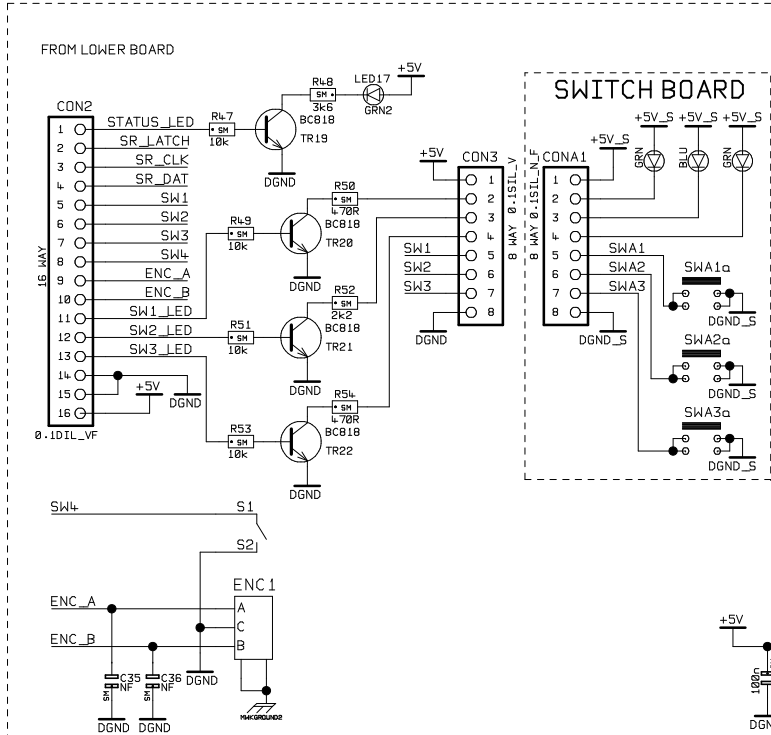 FROM LOWER BOARD
CON2
16 WAY
0.1DIL_VF
1 STATUS_LED
2 SR_LATCH
3 SR_CLK
4 SR_DAT
5 SW1
6 SW2
7 SW3
8 SW4
9 ENC_A
10 ENC_B
11 SW1_LED
12 SW2_LED
13 SW3_LED
14
15
16
+5V
DGND
R47
SM
10k
R48
SM
3k6
LED17
GRN2
+5V
BC818
TR19
DGND
R49
SM
10k
R50
SM
470R
BC818
TR20
DGND
R51
SM
10k
R52
SM
2k2
BC818
TR21
DGND
R53
SM
10k
R54
SM
470R
BC818
TR22
DGND
+5V
CON3
8 WAY 0.1SIL_V
1
2
3
4
SW1 5
SW2 6
SW3 7
8
DGND
SWITCH BOARD
CONA1
8 WAY 0.1SIL_N_F
1
2
3
4
5 SWA1
6 SWA2
7 SWA3
8
DGND_S
+5V_S
+5V_S
+5V_S
+5V_S
GRN
BLU
GRN
SWA1a
DGND_S
SWA2a
DGND_S
SWA3a
DGND_S
SW4
S1
S2
ENC1
ENC_A
A
C
ENC_B
B
C35
NF
SM
C36
NF
SM
DGND
DGND
DGND
MWKGROUND2
+5V
100n